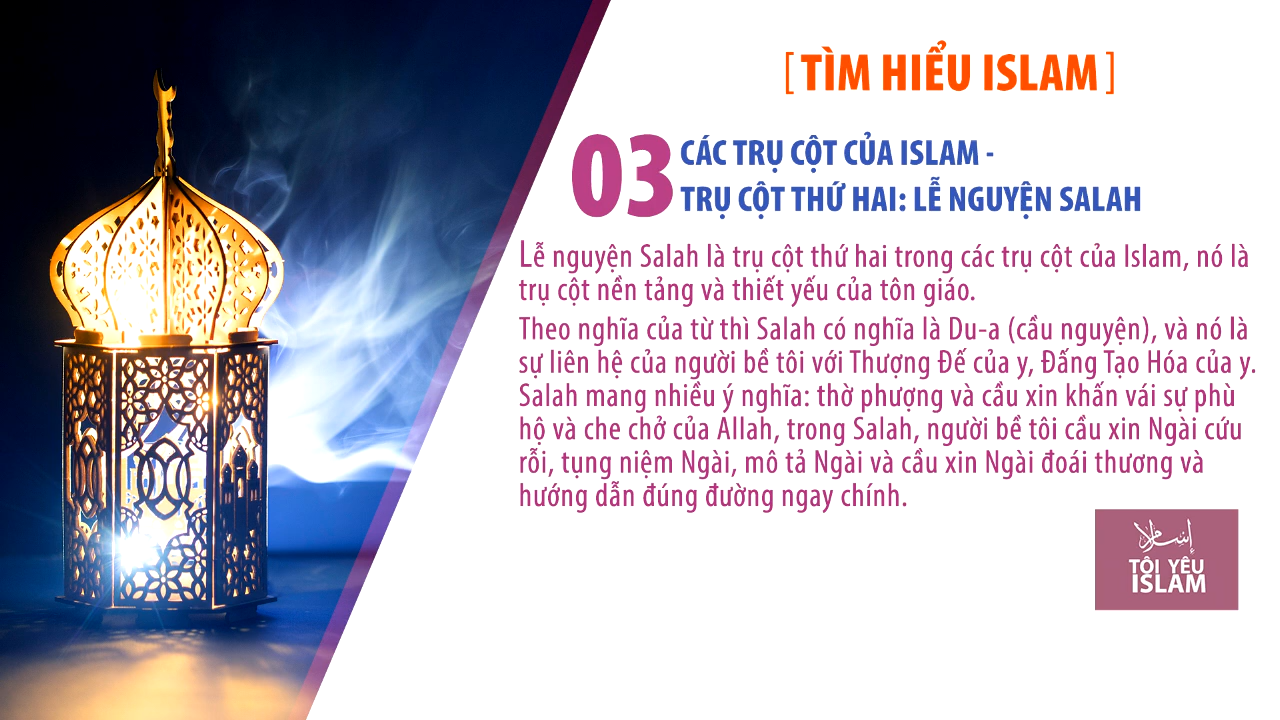 [TÌM HIỂU ISLAM]
03
CÁC TRỤ CỘT CỦA ISLAM -
TRỤ CỘT THỨ HAI: LỄ NGUYỆN SALAH
Lễ nguyện Salah là trụ cột thứ hai trong các trụ cột của Islam, nó là
trụ cột nền tảng và thiết yếu của tôn giáo.
Theo nghĩa của từ thì Salah có nghĩa là Du-a (cầu nguyện), và nó là
sự liên hệ của người bề tôi với Thượng Đế của y, Đấng Tạo Hóa của y.
Salah mang nhiều ý nghĩa: thờ phượng và cầu xin khấn vái sự phù
hộ và che chở của Allah, trong Salah, người bề tôi cầu xin Ngài cứu
rỗi, tụng niệm Ngài, mô tả Ngài và cầu xin Ngài đoái thương và
hướng dẫn đúng đường ngay chính.
إسلام
TÔI YÊU
ISLAM